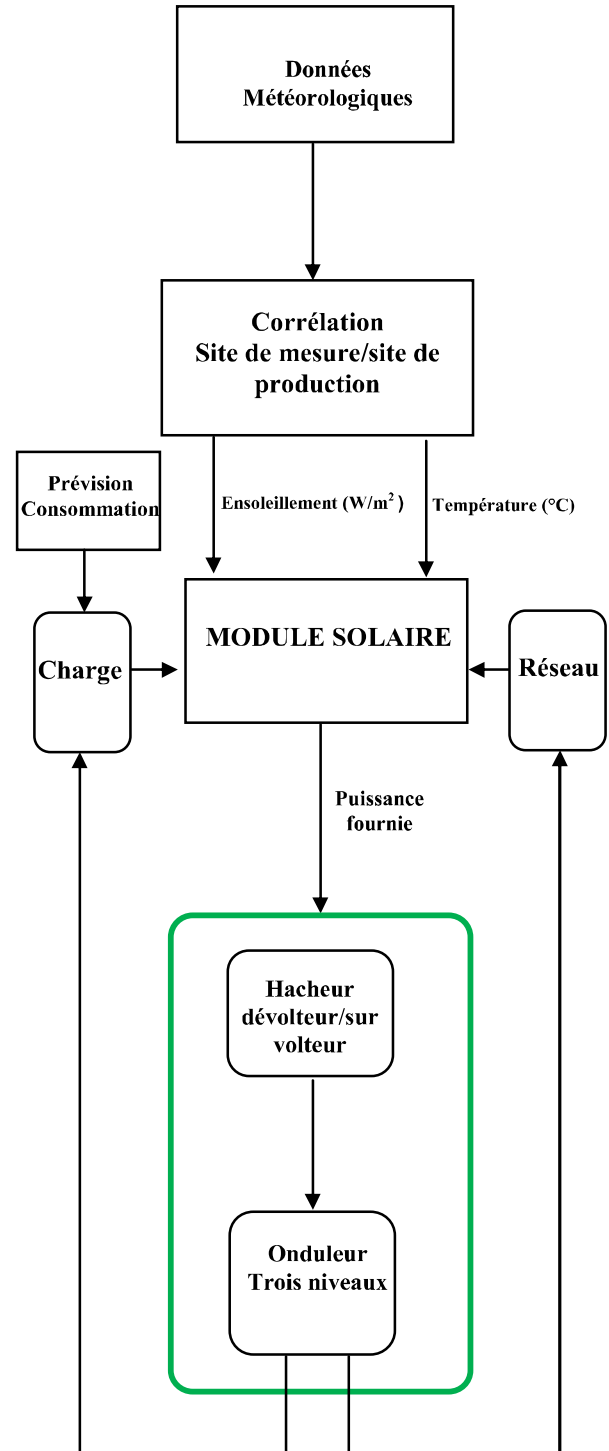 Données
Météorologiques
Corrélation
Site de mesure/site de
production
Prévision
Consommation
Ensoleillement (W/m²)
Température (°C)
MODULE SOLAIRE
Charge
Réseau
Puissance
fournie
Hacheur
dévolteur/sur
volteur
Onduleur
Trois niveaux